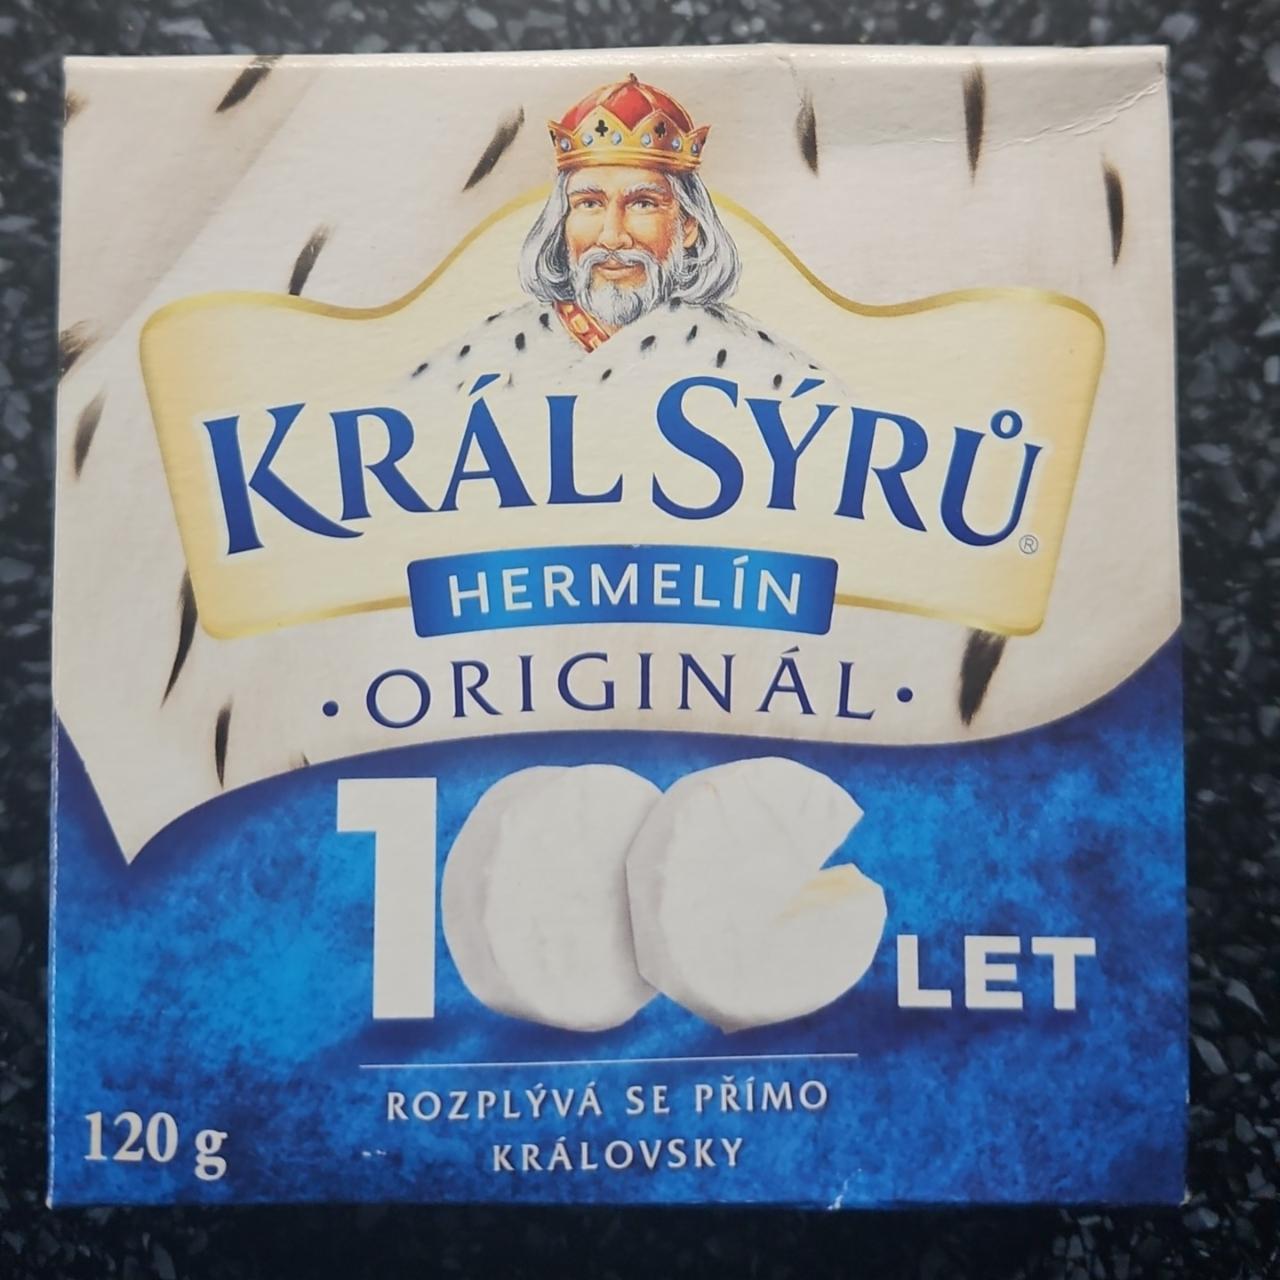 KRÁL SÝRŮ ®
HERMELÍN
· ORIGINÁL ·
100 LET
ROZPLÝVÁ SE PŘÍMO
KRÁLOVSKY
120 g